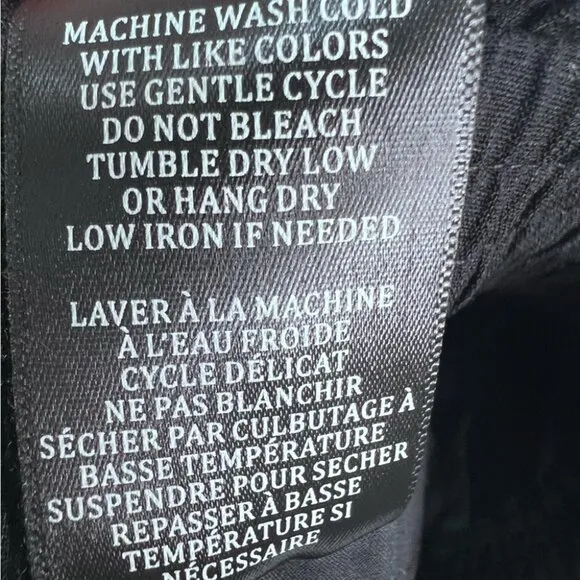 MACHINE WASH COLD
WITH LIKE COLORS
USE GENTLE CYCLE
DO NOT BLEACH
TUMBLE DRY LOW
OR HANG DRY
LOW IRON IF NEEDED
LAVER À LA MACHINE
À L'EAU FROIDE
CYCLE DÉLICAT
NE PAS BLANCHIR
SÉCHER PAR CULBUTAGE À
BASSE TEMPÉRATURE
SUSPENDRE POUR SECHER
REPASSER À BASSE
TEMPÉRATURE SI
NÉCESSAIRE